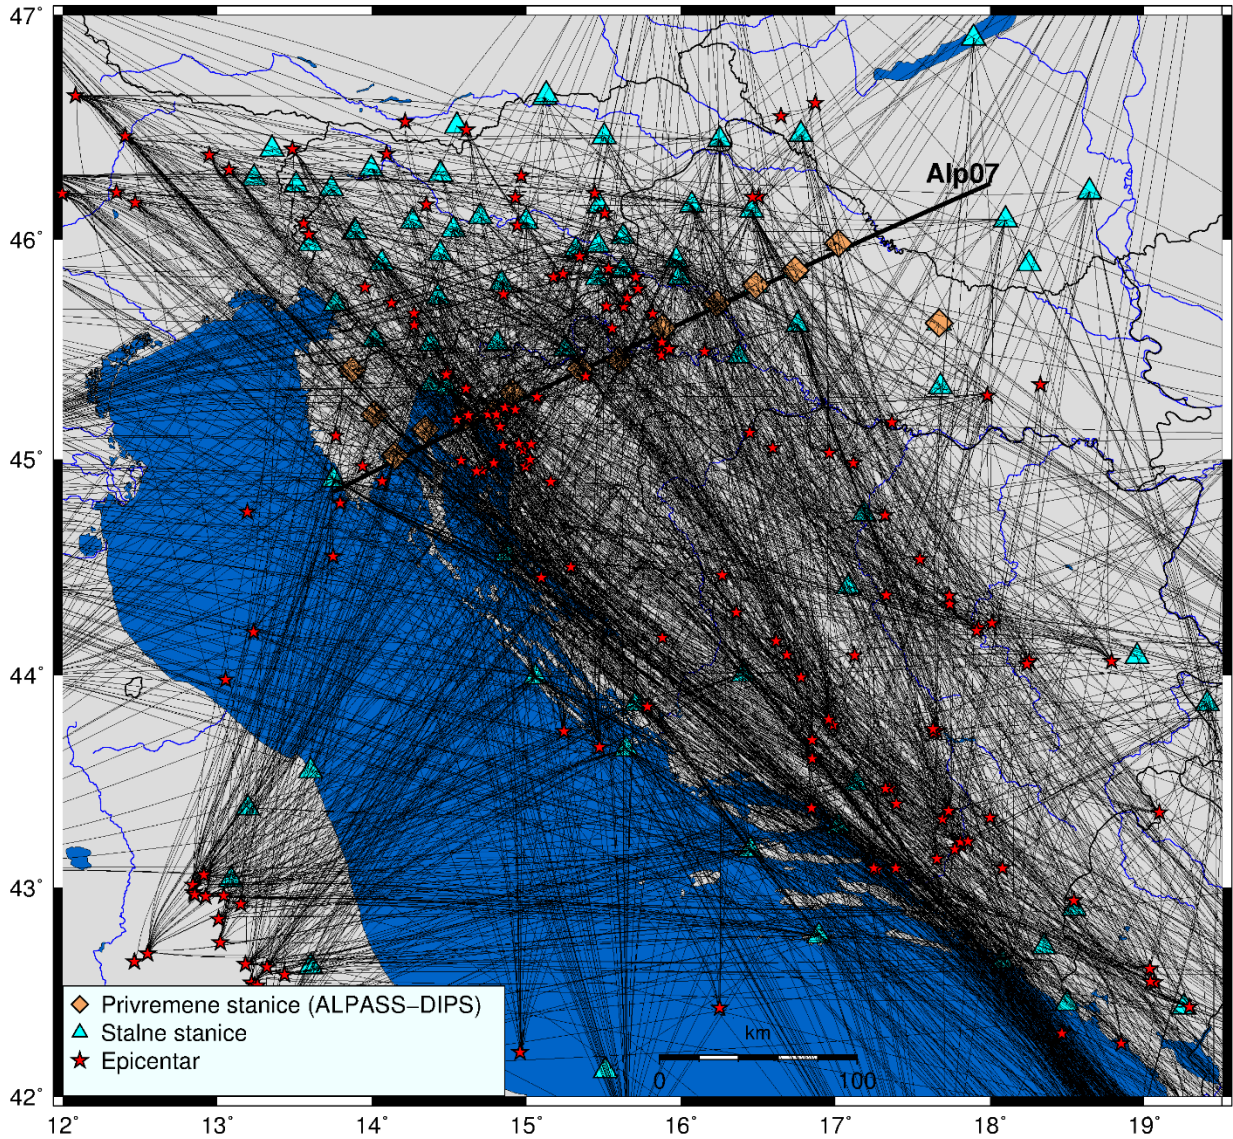 47°
46°
45°
44°
43°
42°
Alp07
Privremene stanice (ALPASS–DIPS)
Stalne stanice
Epicentar
km
0 100
12° 13° 14° 15° 16° 17° 18° 19°